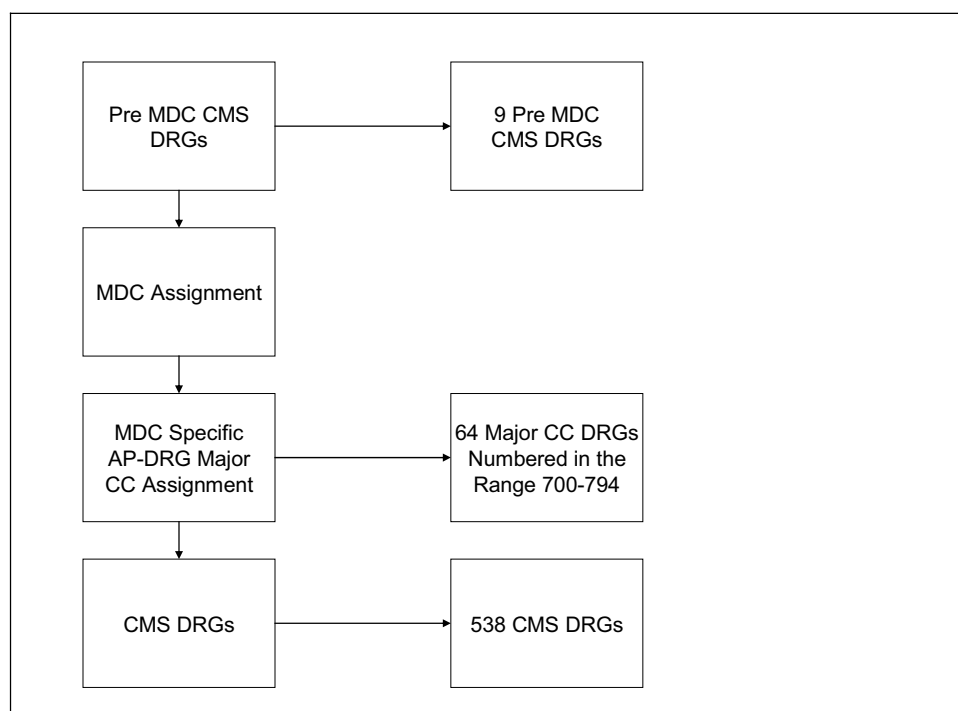 Pre MDC CMS
DRGs
9 Pre MDC
CMS DRGs
MDC Assignment
MDC Specific
AP-DRG Major
CC Assignment
64 Major CC DRGs
Numbered in the
Range 700-794
CMS DRGs
538 CMS DRGs